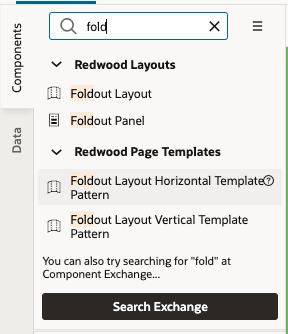 Components
Data
fold
Redwood Layouts
Foldout Layout
Foldout Panel
Redwood Page Templates
Foldout Layout Horizontal Template
Pattern
Foldout Layout Vertical Template
Pattern
You can also try searching for "fold" at
Component Exchange...
Search Exchange